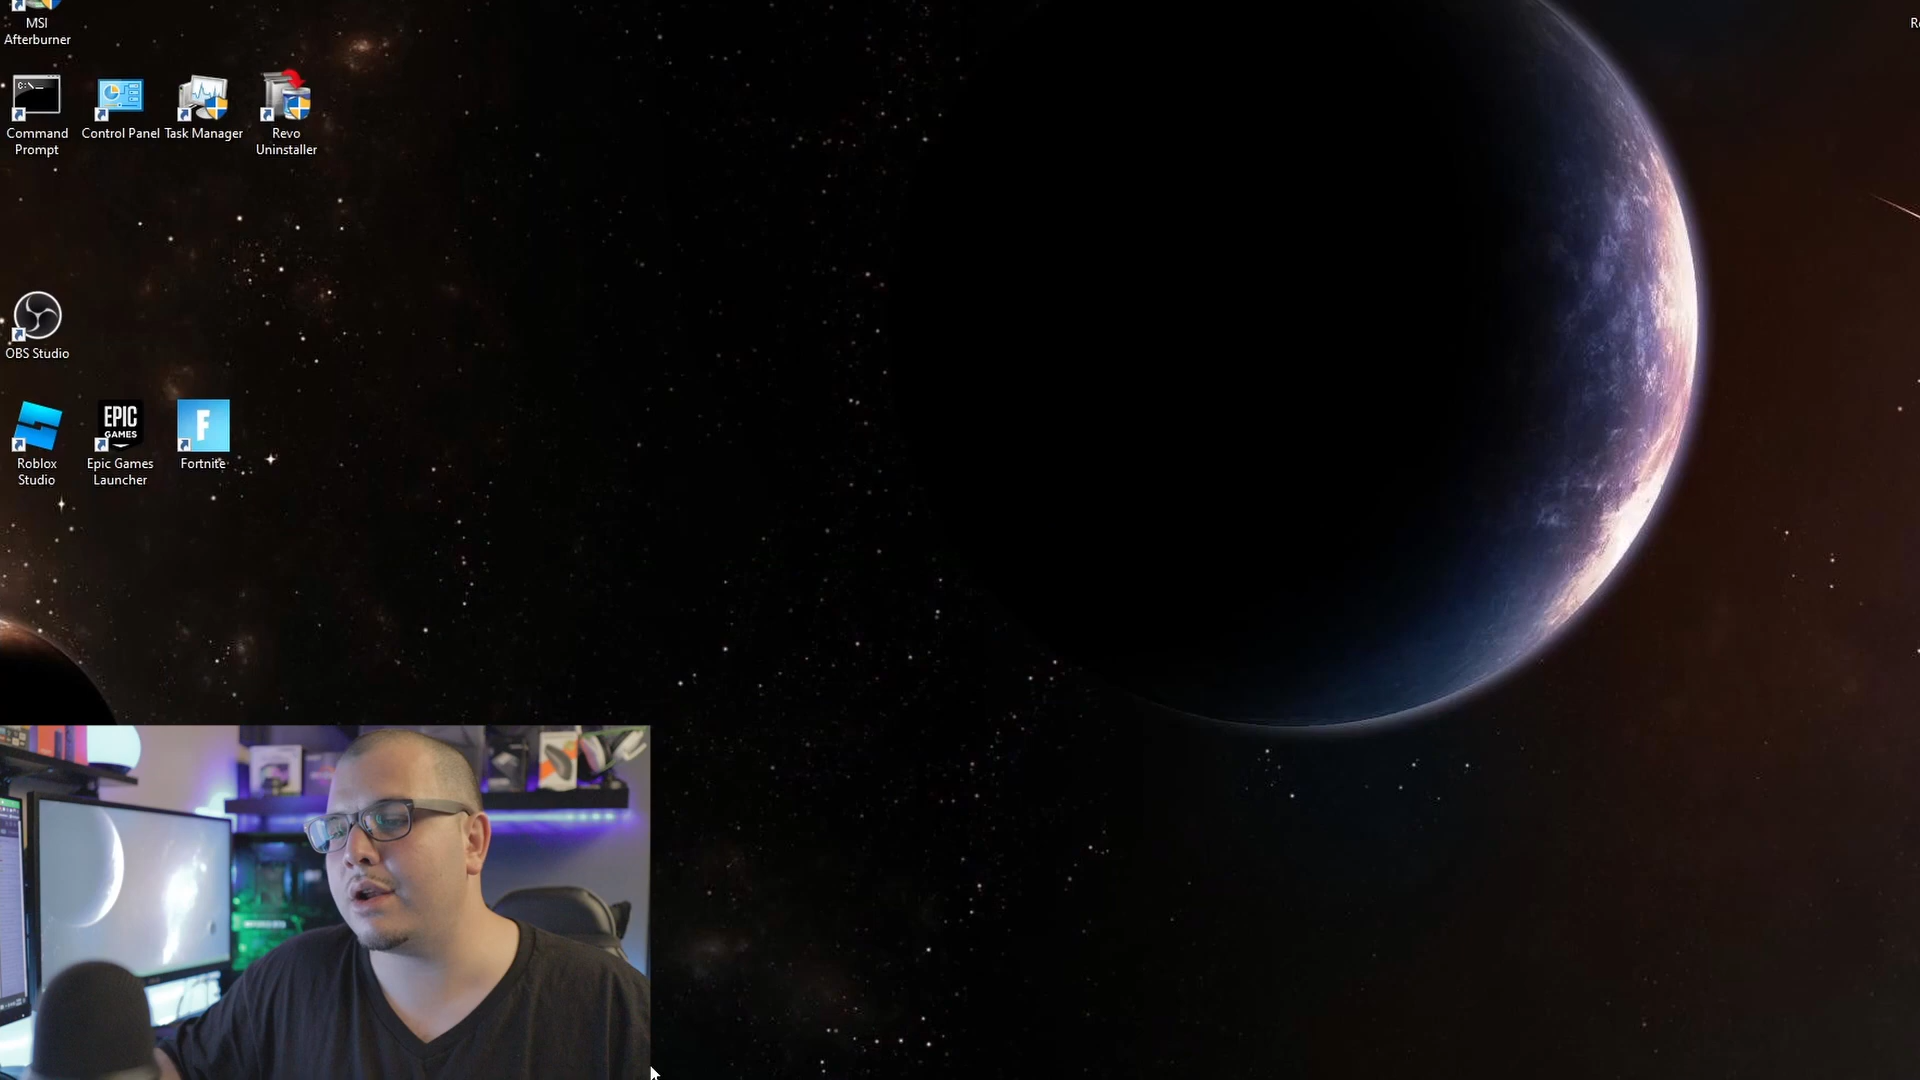 MSI
Afterburner
C:\_
Command
Prompt
Control Panel
Task Manager
Revo
Uninstaller
OBS Studio
EPIC
GAMES
F
Roblox
Studio
Epic Games
Launcher
Fortnite